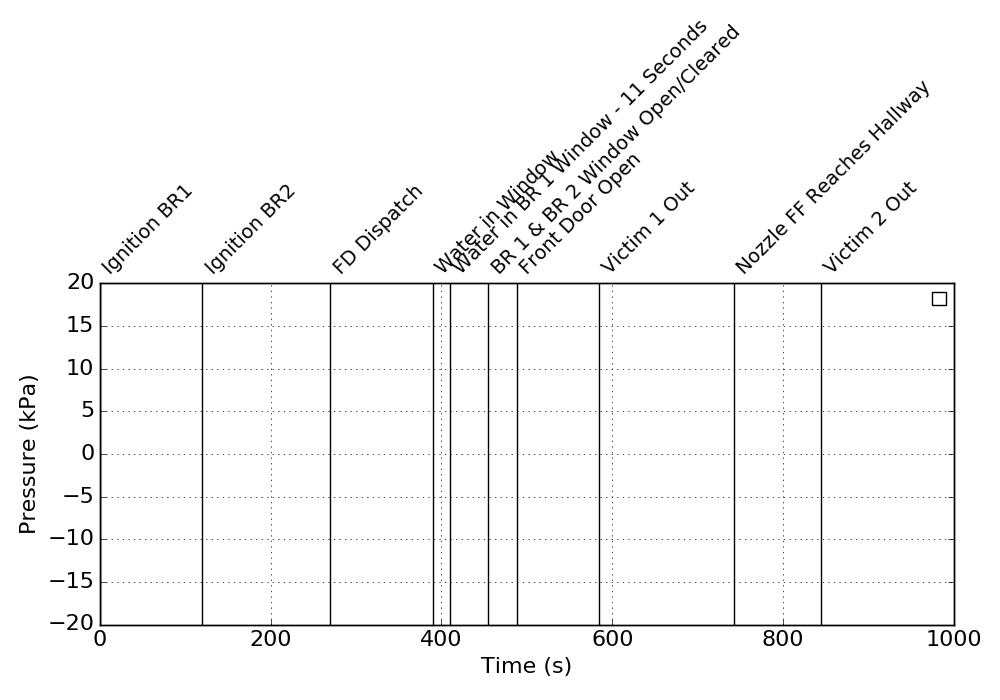 Ignition BR1
Ignition BR2
FD Dispatch
Water in Window
Water in BR 1 Window - 11 Seconds
BR 1 & BR 2 Window Open/Cleared
Front Door Open
Victim 1 Out
Nozzle FF Reaches Hallway
Victim 2 Out
20
15
10
5
0
−5
−10
−15
−20
Pressure (kPa)
0 200 400 600 800 1000
Time (s)